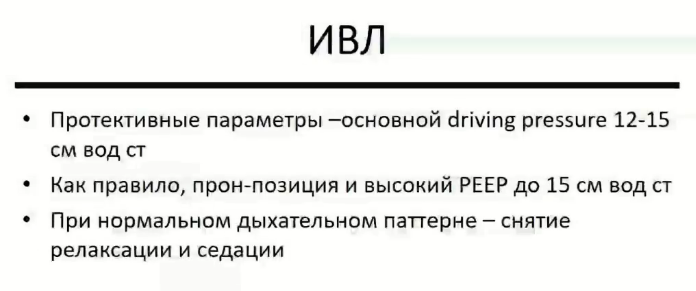 ИВЛ
• Протективные параметры –основной driving pressure 12-15
см вод ст
• Как правило, прон-позиция и высокий PEEP до 15 см вод ст
• При нормальном дыхательном паттерне – снятие
релаксации и седации